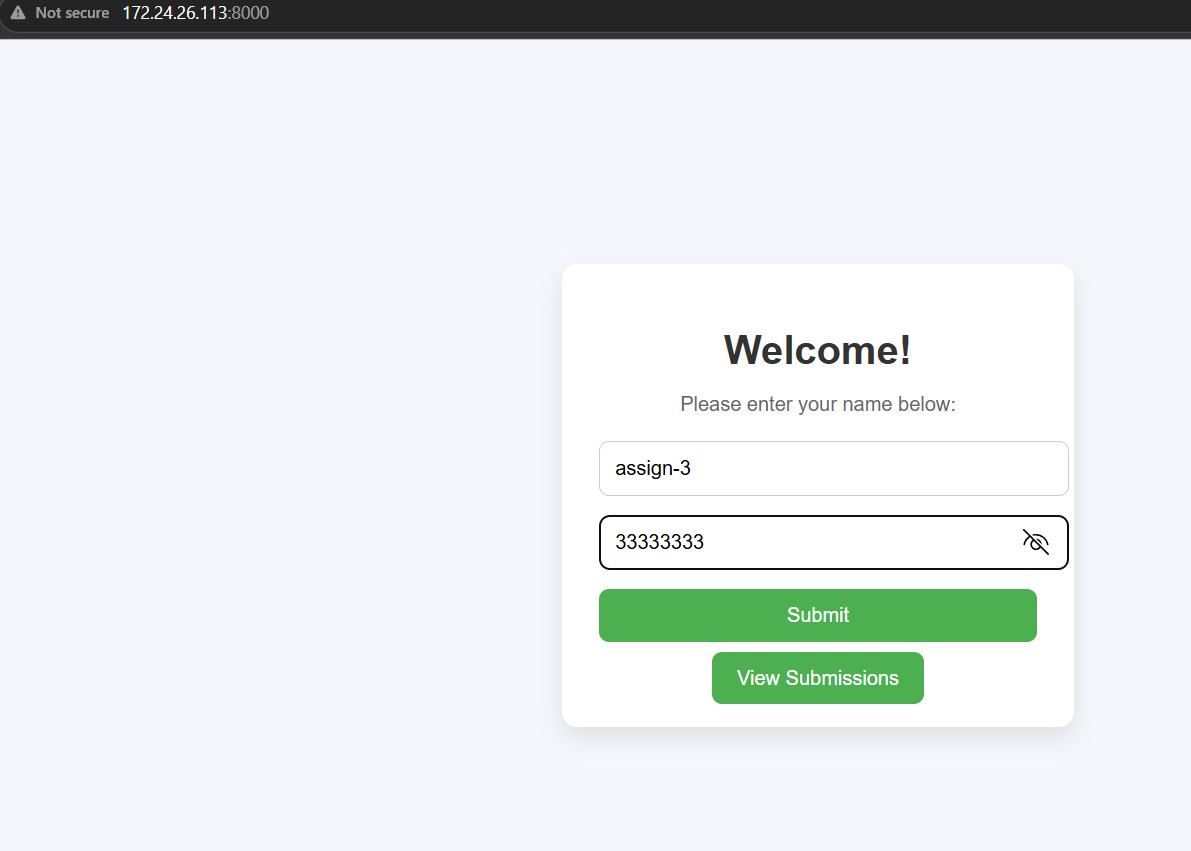 Not secure 172.24.26.113:8000
Welcome!
Please enter your name below:
assign-3
33333333
Submit
View Submissions